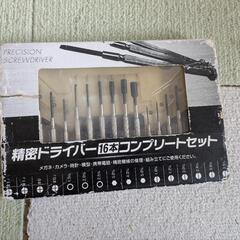 PRECISION
SCREWDRIVER
精密ドライバー16本コンプリートセット
メガネ・カメラ・時計・模型・携帯電話・精密機械の修理・組み立てにご使用ください。